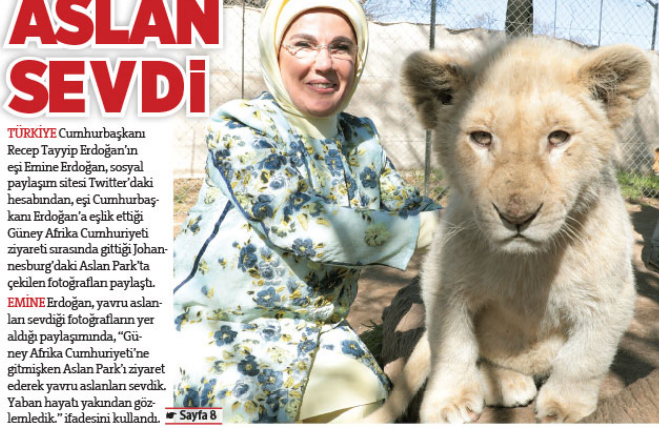 ASLAN
SEVDİ
TÜRKİYE Cumhurbaşkanı
Recep Tayyip Erdoğan'ın
eşi Emine Erdoğan, sosyal
paylaşım sitesi Twitter'daki
hesabından, eşi Cumhurbaş-
kanı Erdoğan'a eşlik ettiği
Güney Afrika Cumhuriyeti
ziyareti sırasında gittiği Johan-
nesburg'daki Aslan Park'ta
çekilen fotoğrafları paylaştı.
EMİNE Erdoğan, yavru aslan-
ları sevdiği fotoğrafların yer
aldığı paylaşımında, "Gü-
ney Afrika Cumhuriyeti'ne
gitmişken Aslan Park'ı ziyaret
ederek yavru aslanları sevdik.
Yaban hayatı yakından göz-
lemledik." ifadesini kullandı.
☛ Sayfa 8